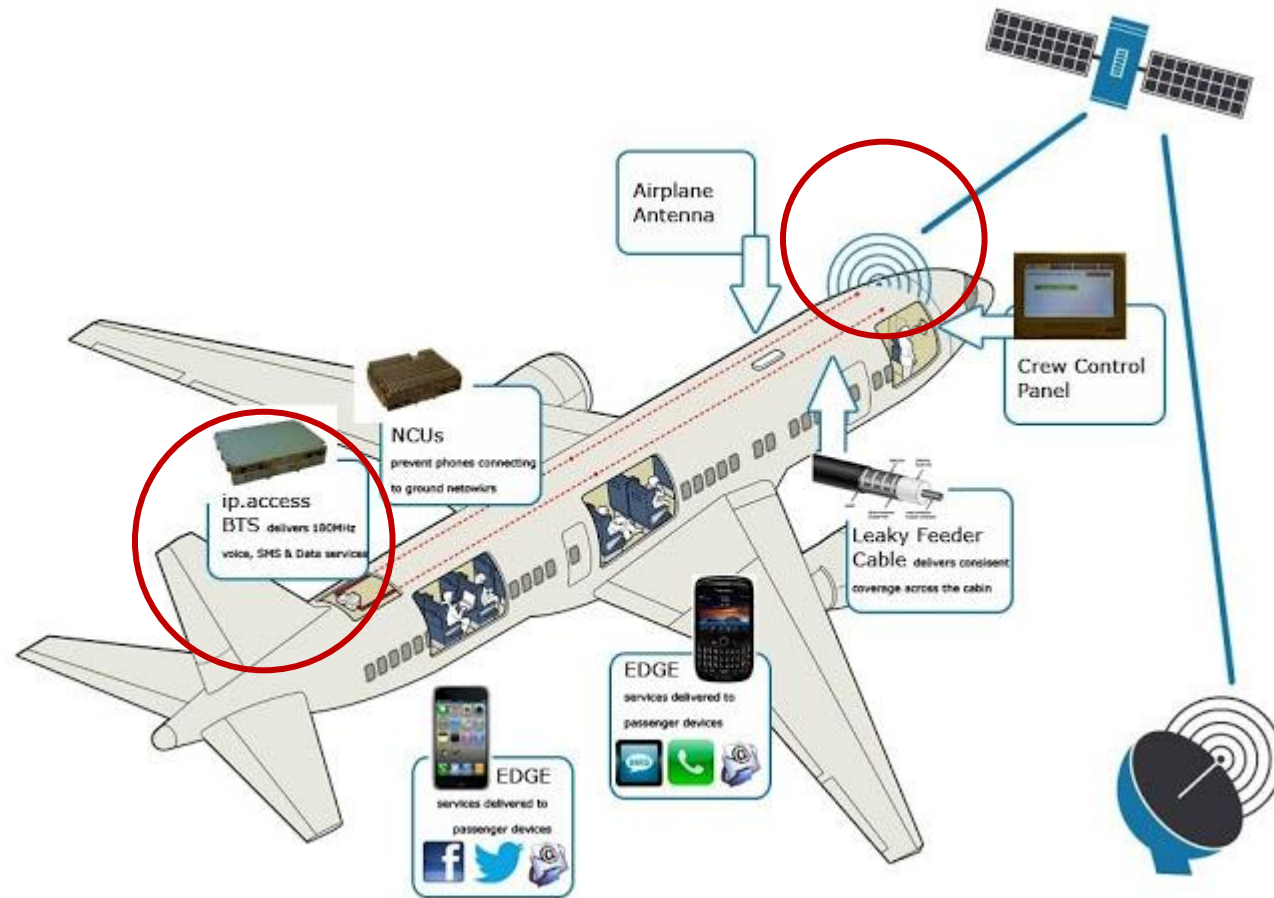 Airplane
Antenna
Crew Control
Panel
NCUs
prevent phones connecting
to ground netowkrs
ip.access
BTS delivers 180MHz
voice, SMS & Data services
Leaky Feeder
Cable delivers consisent
coverage across the cabin
EDGE
services delivered to
passenger devices
SMS
@
EDGE
services delivered to
passenger devices
f
@